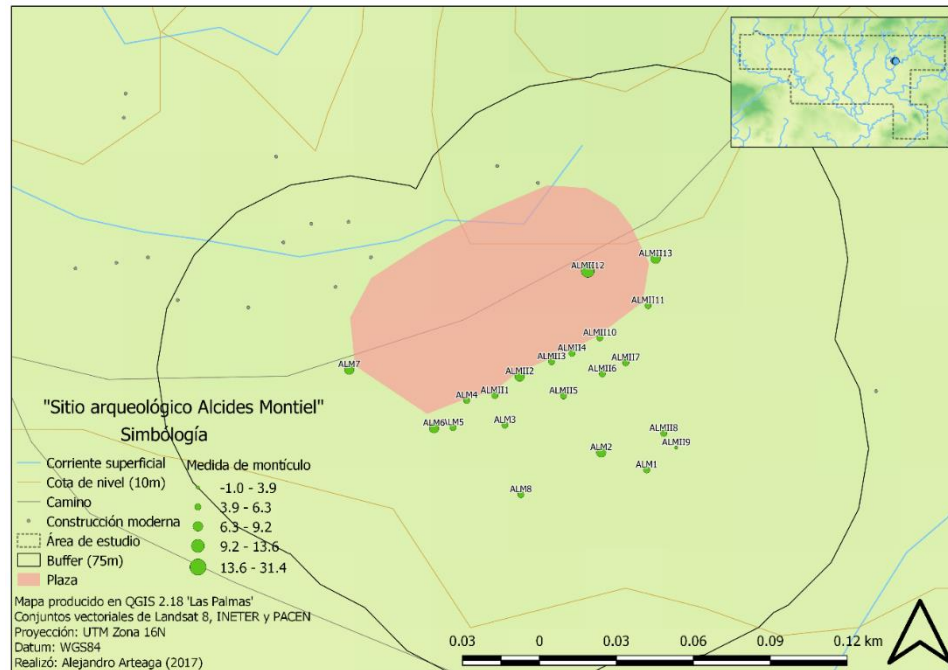 ALMII12
ALMII13
ALMII11
ALMII10
ALMII4
ALMII3
ALMII7
ALMII6
ALM7
ALMII2
ALMII1
ALMII5
ALM4
ALM6
ALM5
ALM3
ALMII8
ALMII9
ALM2
ALM1
ALM8
"Sitio arqueológico Alcides Montiel"
Simbología
Corriente superficial
Cota de nivel (10m)
Camino
Construcción moderna
Área de estudio
Buffer (75m)
Plaza
Medida de montículo
-1.0 - 3.9
3.9 - 6.3
6.3 - 9.2
9.2 - 13.6
13.6 - 31.4
Mapa producido en QGIS 2.18 'Las Palmas'
Conjuntos vectoriales de Landsat 8, INETER y PACEN
Proyección: UTM Zona 16N
Datum: WGS84
Realizó: Alejandro Arteaga (2017)
0.03 0 0.03 0.06 0.09 0.12 km